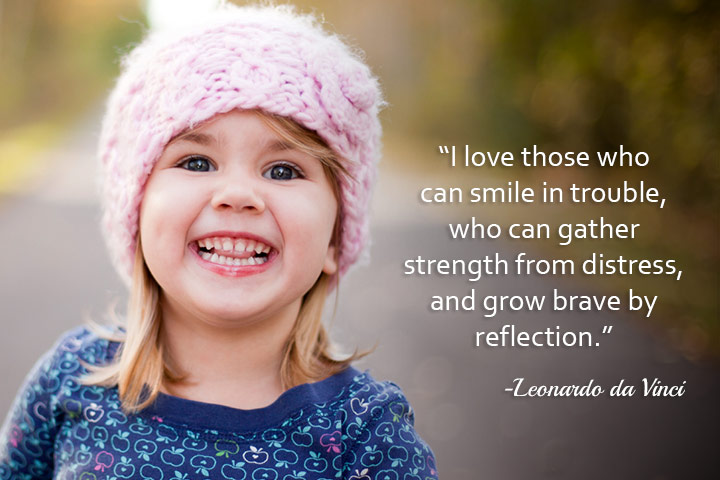 “I love those who
can smile in trouble,
who can gather
strength from distress,
and grow brave by
reflection.”
-Leonardo da Vinci